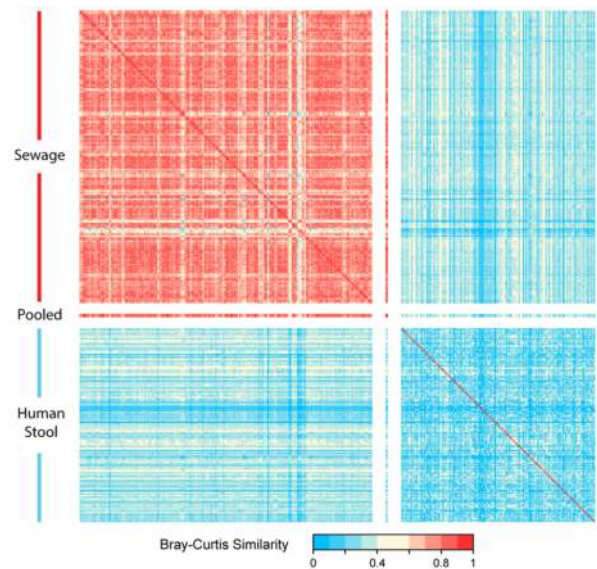 Sewage
Pooled
Human
Stool
Bray-Curtis Similarity
0 0.4 0.8 1